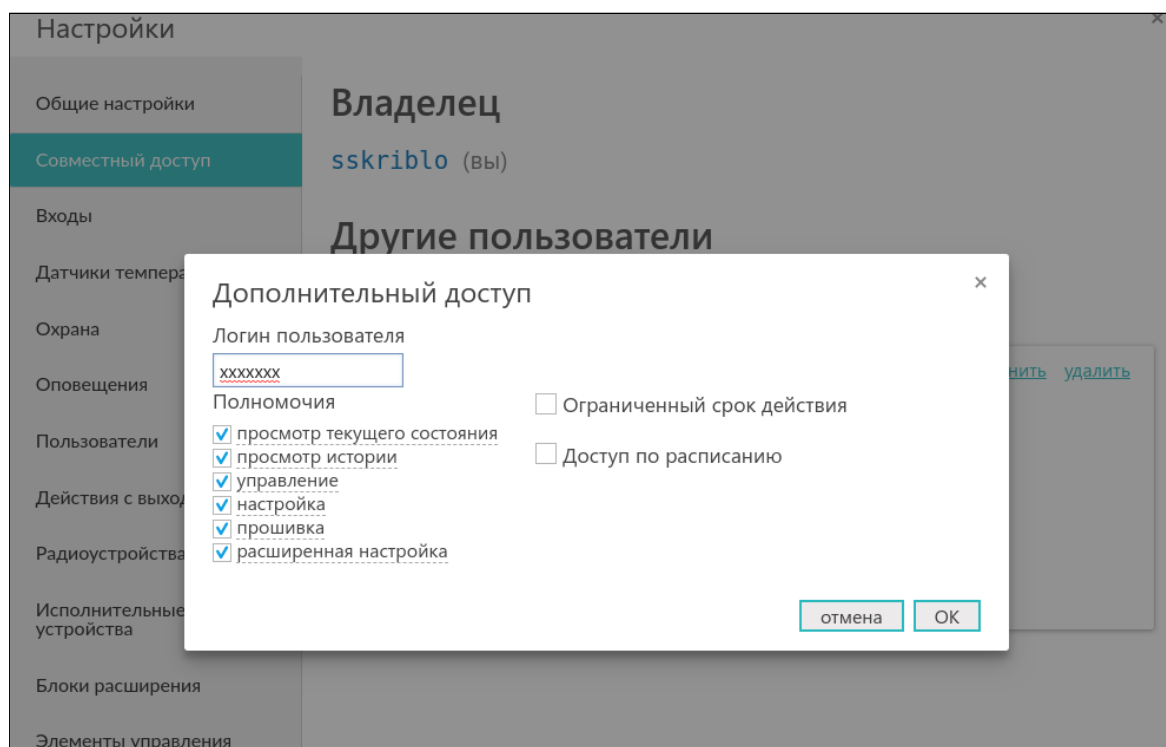 Настройки
×
Общие настройки
Совместный доступ
Входы
Датчики темпера
Охрана
Оповещения
Пользователи
Действия с выход
Радиоустройства
Исполнительные
устройства
Блоки расширения
Элементы управления
Владелец
sskriblo (вы)
Другие пользователи
нить удалить
Дополнительный доступ
×
Логин пользователя
xxxxxxx
Полномочия
просмотр текущего состояния
просмотр истории
управление
настройка
прошивка
расширенная настройка
Ограниченный срок действия
Доступ по расписанию
отмена OK